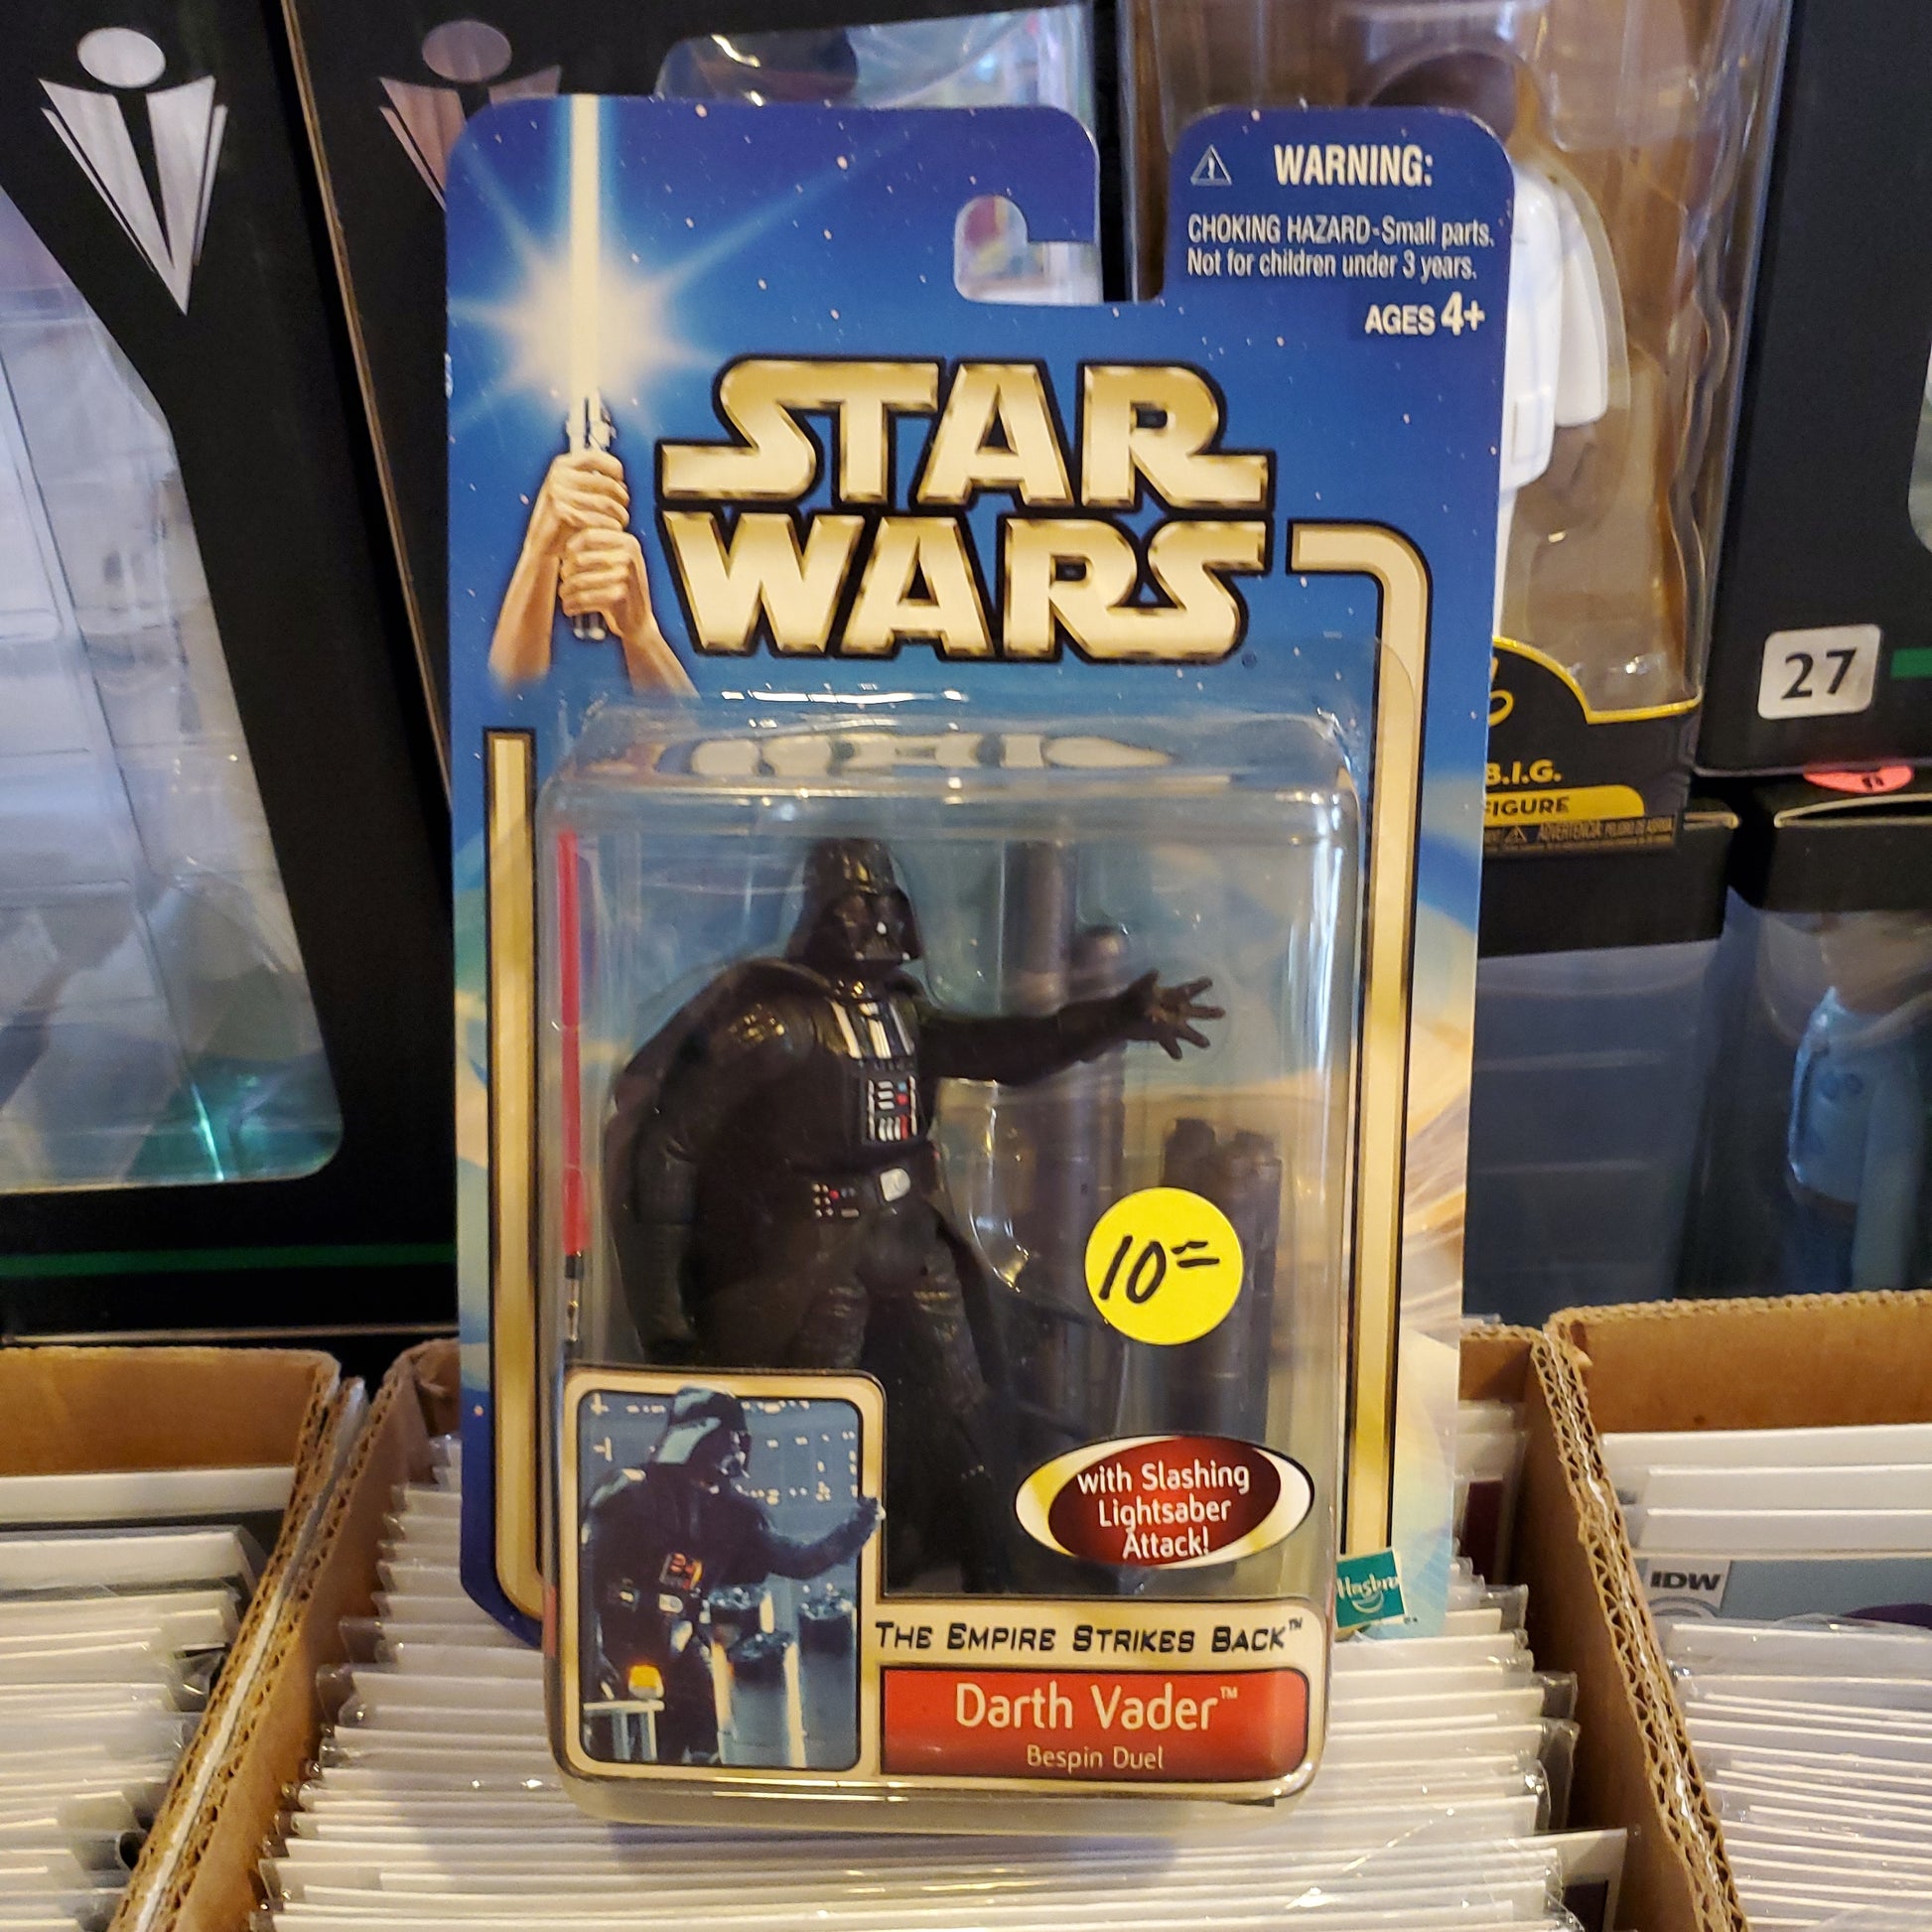 WARNING:
CHOKING HAZARD-Small parts.
Not for children under 3 years.
AGES 4+
STAR
WARS
27
B.I.G.
FIGURE
ADVERTENCIA
10=
with Slashing
Lightsaber
Attack!
Hasbro
IDW
THE EMPIRE STRIKES BACK™
Darth Vader™
Bespin Duel